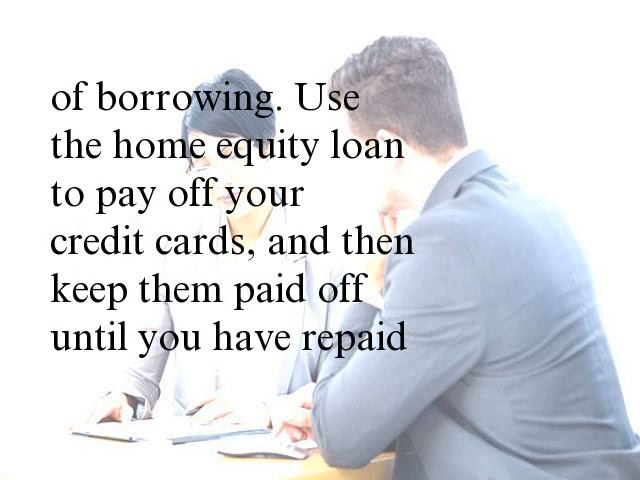 of borrowing. Use
the home equity loan
to pay off your
credit cards, and then
keep them paid off
until you have repaid